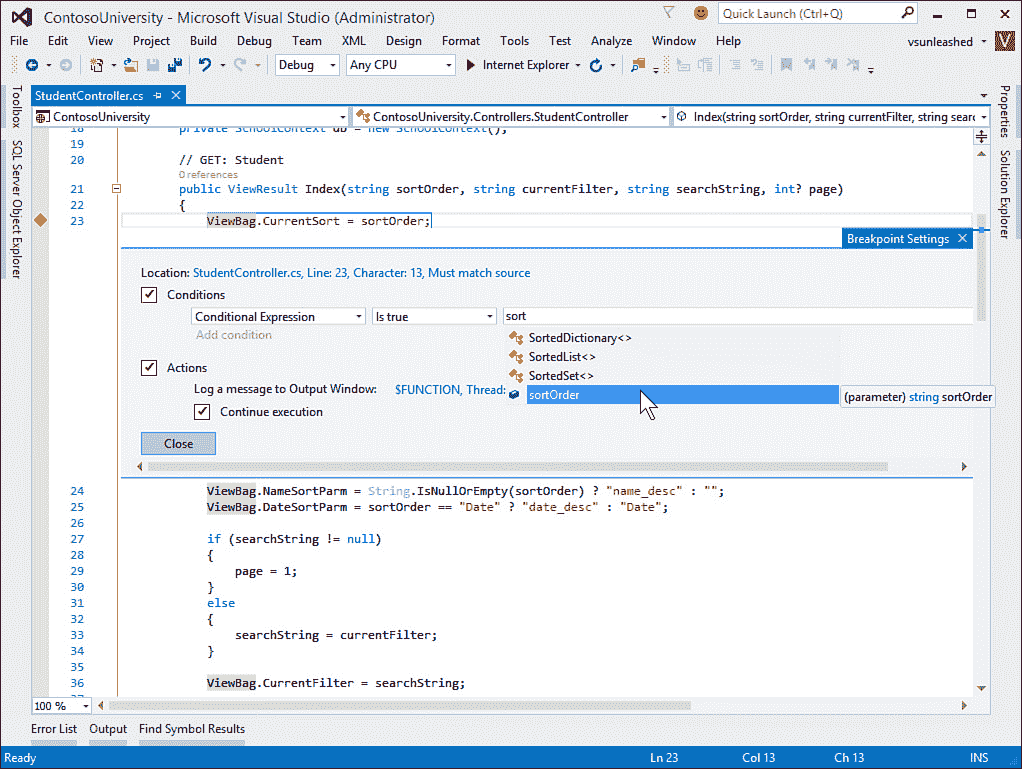 ContosoUniversity - Microsoft Visual Studio (Administrator)
Quick Launch (Ctrl+Q)
File Edit View Project Build Debug Team XML Design Format Tools Test Analyze Window Help
vsunleashed
Debug Any CPU Internet Explorer
Toolbox
SQL Server Object Explorer
StudentController.cs
ContosoUniversity ContosoUniversity.Controllers.StudentController Index(string sortOrder, string currentFilter, string sear
18 private SchoolContext db = new SchoolContext();
19
20 // GET: Student
0 references
21 public ViewResult Index(string sortOrder, string currentFilter, string searchString, int? page)
22 {
23 ViewBag.CurrentSort = sortOrder;
Breakpoint Settings
Location: StudentController.cs, Line: 23, Character: 13, Must match source
Conditions
Conditional Expression Is true sort
Add condition
SortedDictionary<>
SortedList<>
SortedSet<>
sortOrder
(parameter) string sortOrder
Actions
Log a message to Output Window: $FUNCTION, Thread:
Continue execution
Close
24 ViewBag.NameSortParm = String.IsNullOrEmpty(sortOrder) ? "name_desc" : "";
25 ViewBag.DateSortParm = sortOrder == "Date" ? "date_desc" : "Date";
26
27 if (searchString != null)
28 {
29 page = 1;
30 }
31 else
32 {
33 searchString = currentFilter;
34 }
35
36 ViewBag.CurrentFilter = searchString;
100 %
Properties
Solution Explorer
Error List Output Find Symbol Results
Ready Ln 23 Col 13 Ch 13 INS